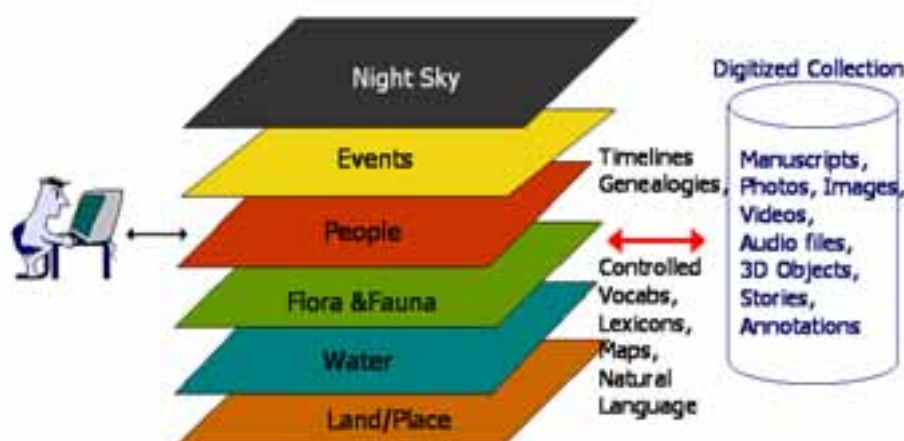 Night Sky
Events
People
Flora &Fauna
Water
Land/Place
Timelines
Genealogies,
Controlled
Vocabs,
Lexicons,
Maps,
Natural
Language
Digitized Collection
Manuscripts,
Photos, Images,
Videos,
Audio files,
3D Objects,
Stories,
Annotations